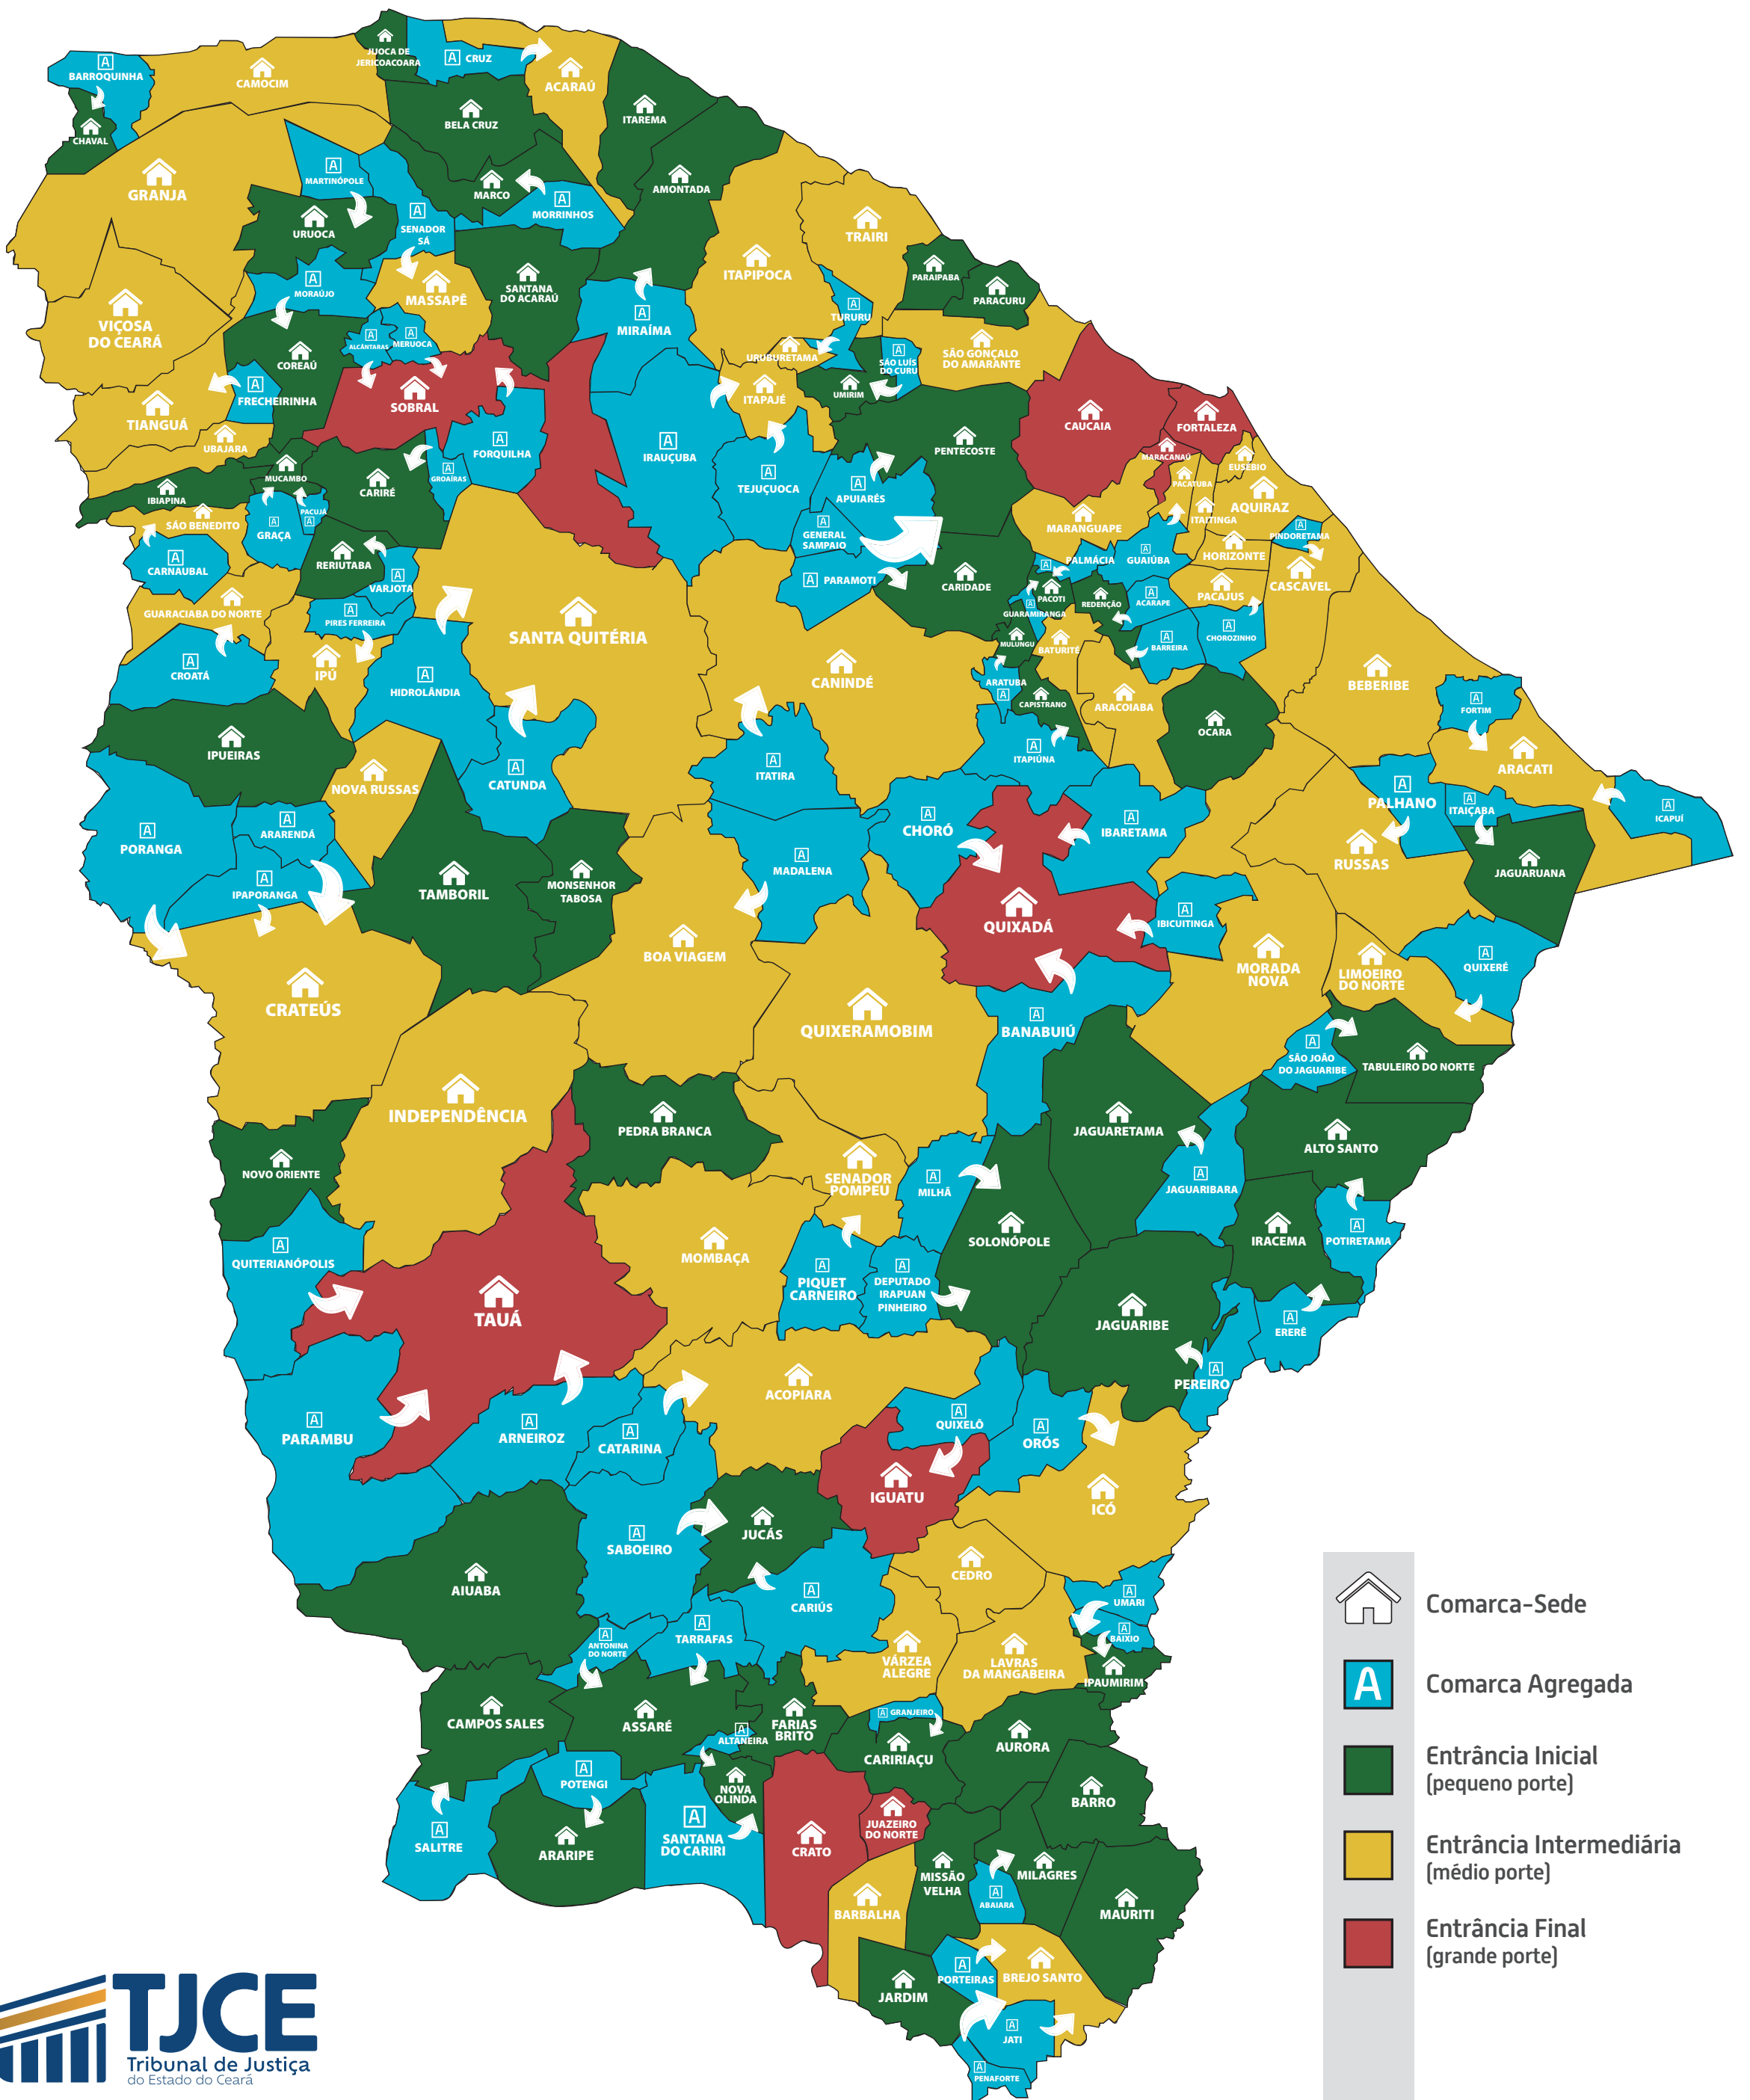 BARROQUINHA
CHAVAL
CAMOCIM
JIJOCA DE
JERICOACOARA
A CRUZ
ACARAÚ
BELA CRUZ
ITAREMA
GRANJA
A
MARTINÓPOLE
MARCO
A
MORRINHOS
AMONTADA
URUOCA
A
SENADOR
SÁ
TRAIRI
VIÇOSA
DO CEARÁ
A
MORAÚJO
MASSAPÊ
SANTANA
DO ACARAÚ
ITAPIPOCA
PARAIPABA
PARACURU
A
MIRAÍMA
A
TURURU
COREAÚ
A
ALCÂNTARAS
A
MERUOCA
URUBURETAMA
A
SÃO LUÍS
DO CURU
SÃO GONÇALO
DO AMARANTE
TIANGUÁ
A
FRECHEIRINHA
SOBRAL
ITAPAJÉ
UMIRIM
CAUCAIA
FORTALEZA
UBAJARA
A
FORQUILHA
A
IRAUÇUBA
PENTECOSTE
MARACANAÚ
EUSÉBIO
IBIAPINA
MUCAMBO
CARIRÉ
A
GROAÍRAS
A
TEJUÇUOCA
A
APUIARÉS
PACATUBA
AQUIRAZ
SÃO BENEDITO
A
GRAÇA
PACUJÁ
A
A
GENERAL
SAMPAIO
MARANGUAPE
ITAITINGA
A
PINDORETAMA
A
CARNAUBAL
RERIUTABA
A
VARJOTA
A PARAMOTI
CARIDADE
A
PALMÁCIA
A
GUAIÚBA
HORIZONTE
CASCAVEL
GUARACIABA DO NORTE
A
PIRES FERREIRA
SANTA QUITÉRIA
PACOTI
A
GUARAMIRANGA
REDENÇÃO
A
ACARAPE
PACAJUS
A
CROATÁ
IPÚ
A
HIDROLÂNDIA
CANINDÉ
MULUNGU
BATURITÉ
A
BARREIRA
A
CHOROZINHO
ARATUBA
A
CAPISTRANO
ARACOIABA
BEBERIBE
A
FORTIM
IPUEIRAS
NOVA RUSSAS
A
CATUNDA
A
ITATIRA
A
ITAPIÚNA
OCARA
ARACATI
A
PORANGA
A
ARARENDÁ
A
CHORÓ
A
IBARETAMA
A
PALHANO
A
ITAIÇABA
A
ICAPUÍ
A
IPAPORANGA
TAMBORIL
MONSENHOR
TABOSA
A
MADALENA
RUSSAS
JAGUARUANA
CRATEÚS
BOA VIAGEM
QUIXADÁ
A
IBICUITINGA
MORADA
NOVA
LIMOEIRO
DO NORTE
A
QUIXERÉ
QUIXERAMOBIM
A
BANABUIÚ
A
SÃO JOÃO
DO JAGUARIBE
TABULEIRO DO NORTE
INDEPENDÊNCIA
PEDRA BRANCA
JAGUARETAMA
ALTO SANTO
NOVO ORIENTE
SENADOR
POMPEU
A
MILHÃ
A
JAGUARIBARA
A
QUITERIANÓPOLIS
MOMBAÇA
SOLONÓPOLE
IRACEMA
A
POTIRETAMA
TAUÁ
A
PIQUET
CARNEIRO
A
DEPUTADO
IRAPUAN
PINHEIRO
JAGUARIBE
A
ERERÊ
ACOPIARA
A
PEREIRO
A
PARAMBU
A
ARNEIROZ
A
CATARINA
A
QUIXELÔ
A
ORÓS
IGUATU
ICÓ
A
SABOEIRO
JUCÁS
AIUABA
A
CARIÚS
CEDRO
A
UMARI
A
ANTONINA
DO NORTE
A
TARRAFAS
VÁRZEA
ALEGRE
LAVRAS
DA MANGABEIRA
A
BAIXIO
IPAUMIRIM
CAMPOS SALES
ASSARÉ
A
ALTANEIRA
FARIAS
BRITO
A GRANJEIRO
CARIRIAÇU
AURORA
A
SALITRE
A
POTENGI
ARARIPE
NOVA
OLINDA
A
SANTANA
DO CARIRI
CRATO
JUAZEIRO
DO NORTE
BARRO
BARBALHA
MISSÃO
VELHA
A
ABAIARA
MILAGRES
MAURITI
JARDIM
A
PORTEIRAS
BREJO SANTO
A
JATI
A
PENAFORTE
Comarca-Sede
A Comarca Agregada
Entrância Inicial
(pequeno porte)
Entrância Intermediária
(médio porte)
Entrância Final
(grande porte)
TJCE
Tribunal de Justiça
do Estado do Ceará